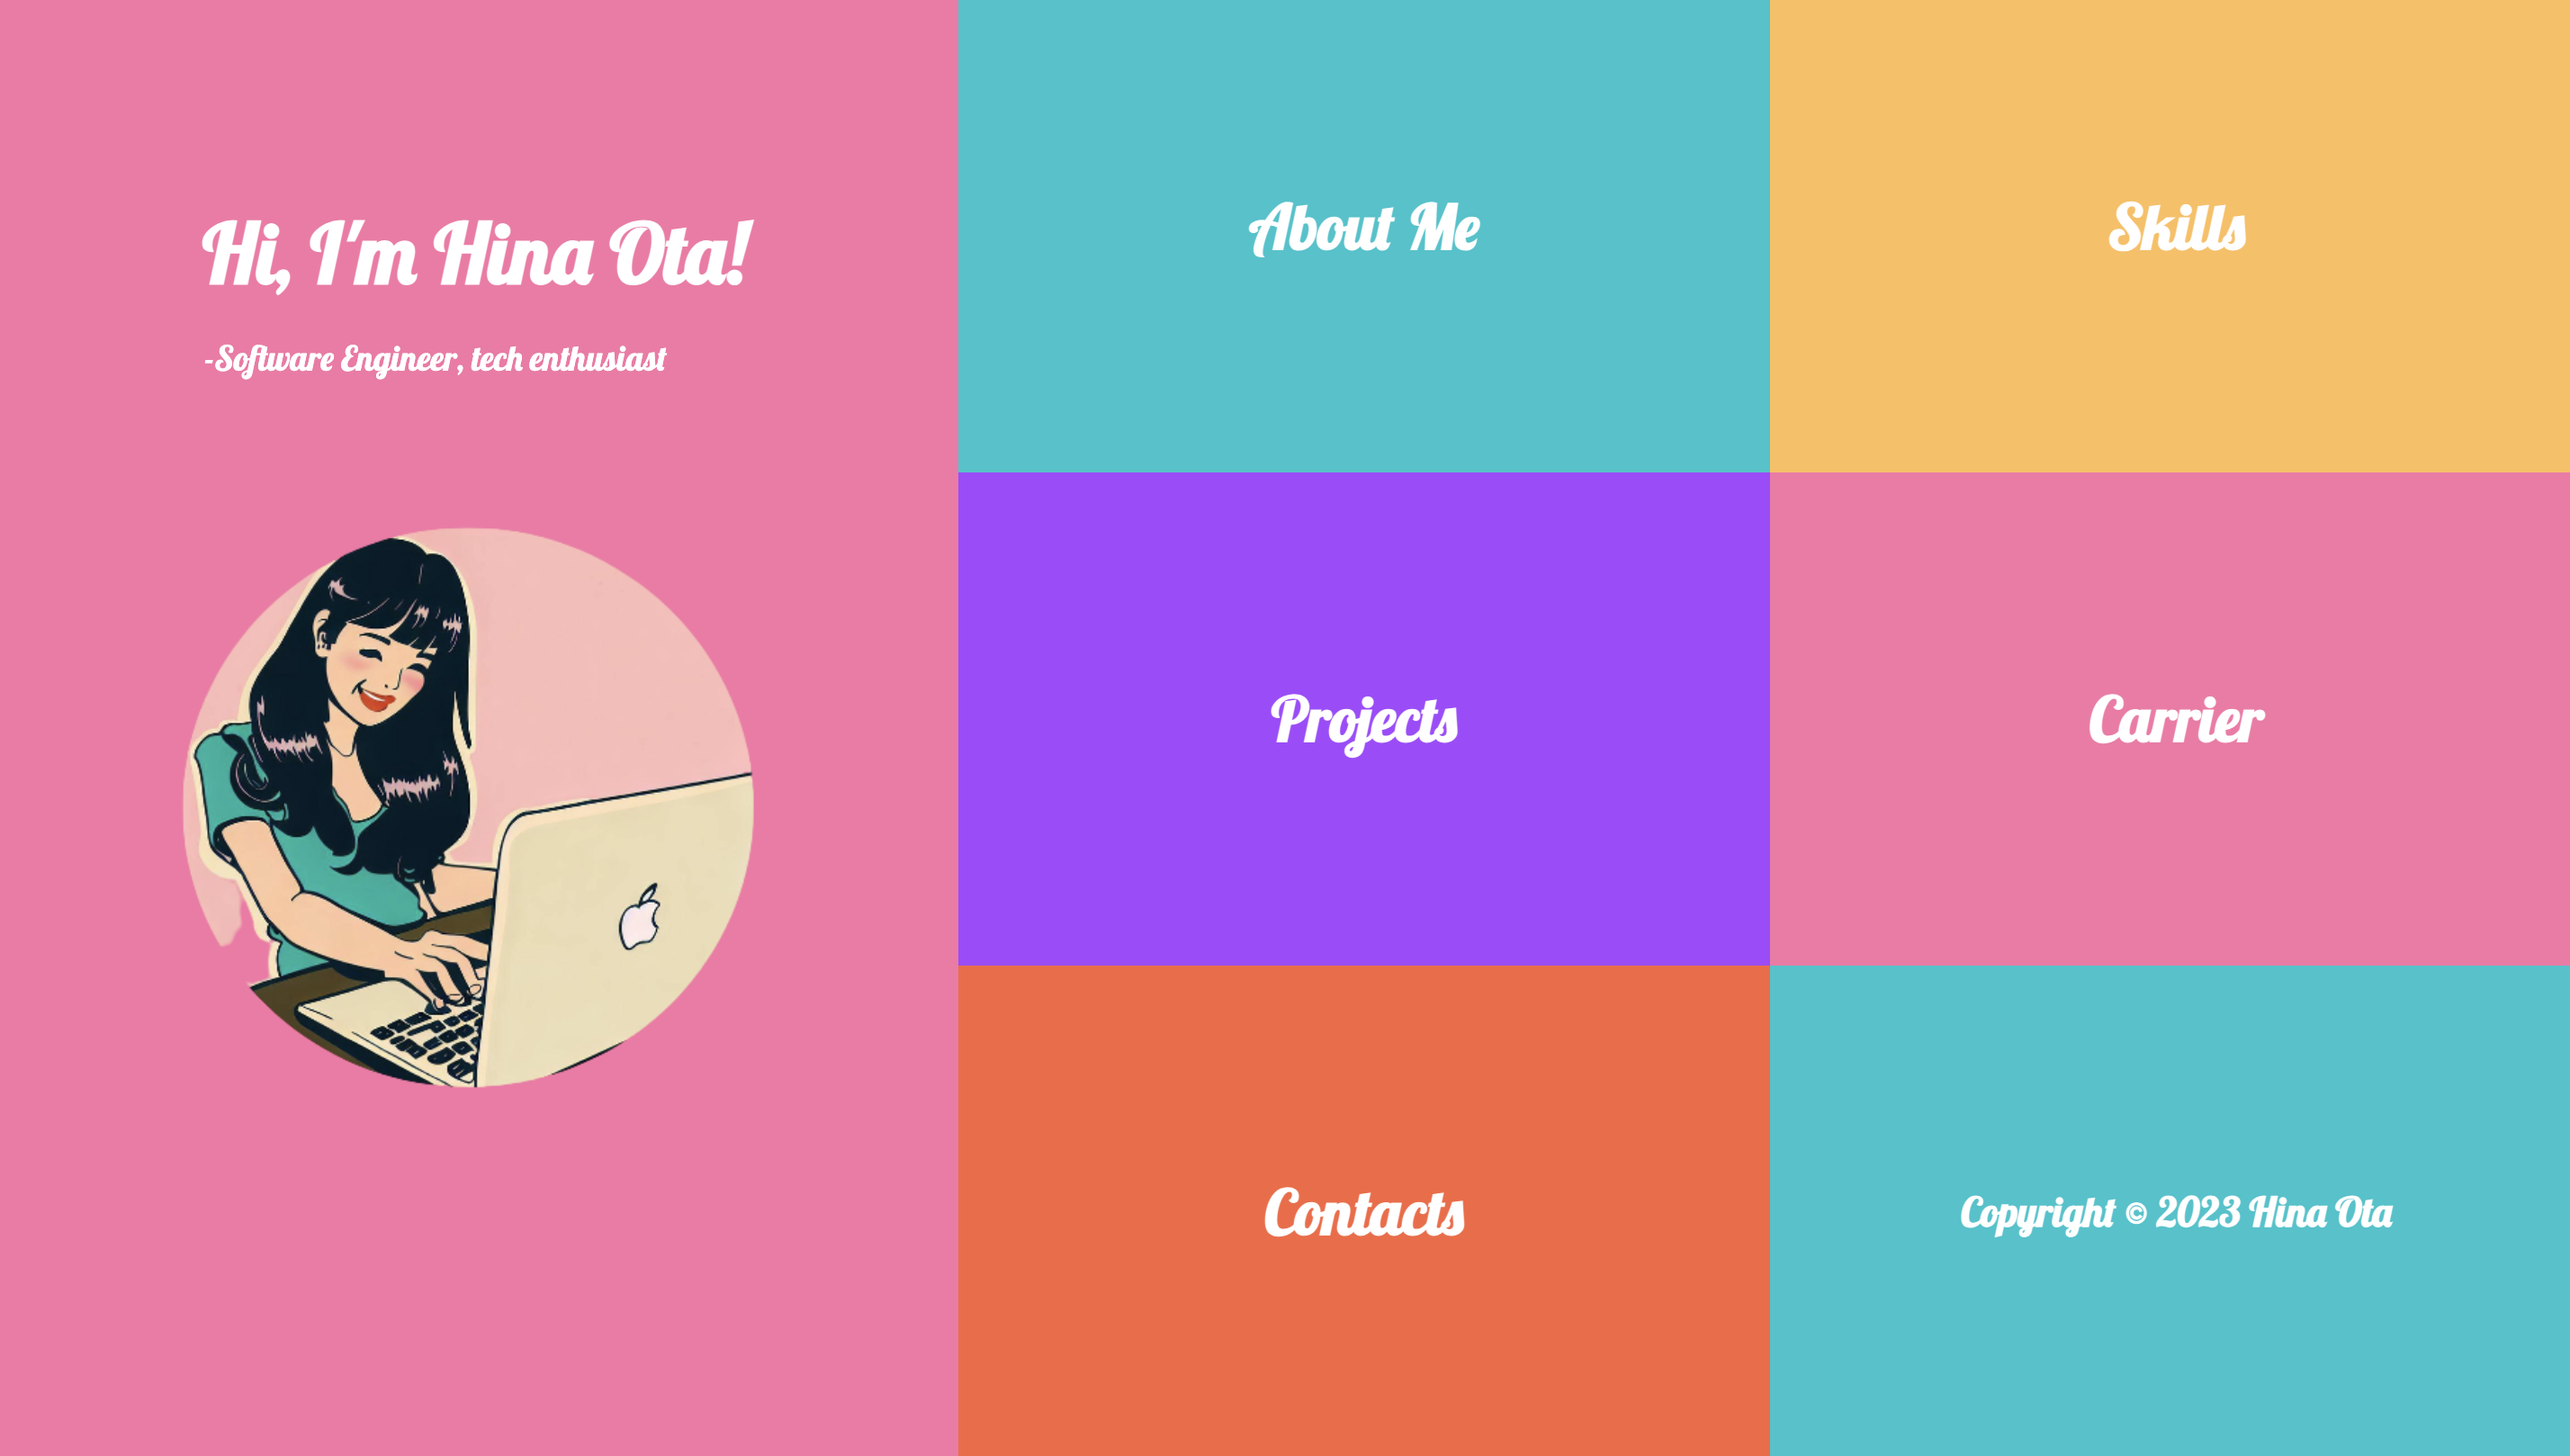 Hi, I'm Hina Ota!
-Software Engineer, tech enthusiast
About Me
Skills
Projects
Carrier
Contacts
Copyright © 2023 Hina Ota